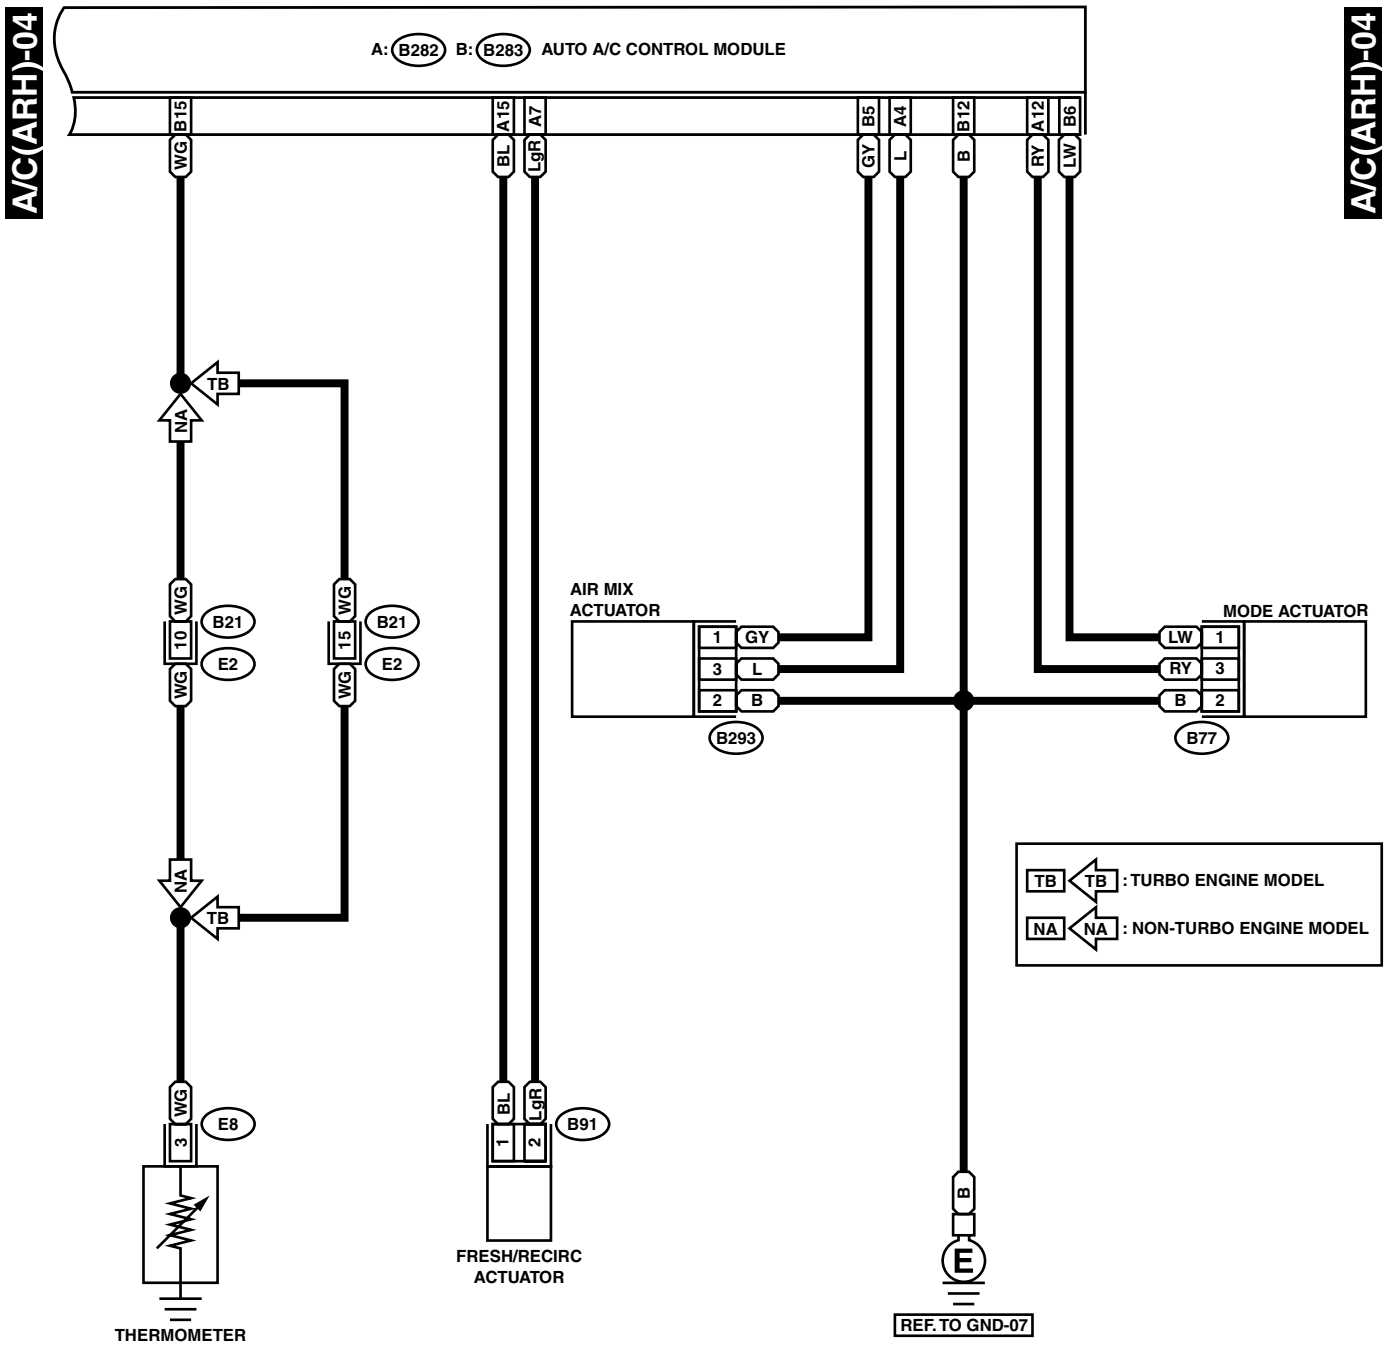 A/C(ARH)-04
A/C(ARH)-04
A: B282 B: B283 AUTO A/C CONTROL MODULE
B15 A15 A7 B5 A4 B12 A12 B6
WG BL LgR GY L B RY LW
TB
NA
WG WG
10 B21 15 B21
E2 E2
WG WG
AIR MIX
ACTUATOR
MODE ACTUATOR
1 GY LW 1
3 L RY 3
2 B B 2
B293 B77
NA
TB
TB TB : TURBO ENGINE MODEL
NA NA : NON-TURBO ENGINE MODEL
WG BL LgR
3 E8 1 2 B91
B
E
FRESH/RECIRC
ACTUATOR
REF. TO GND-07
THERMOMETER